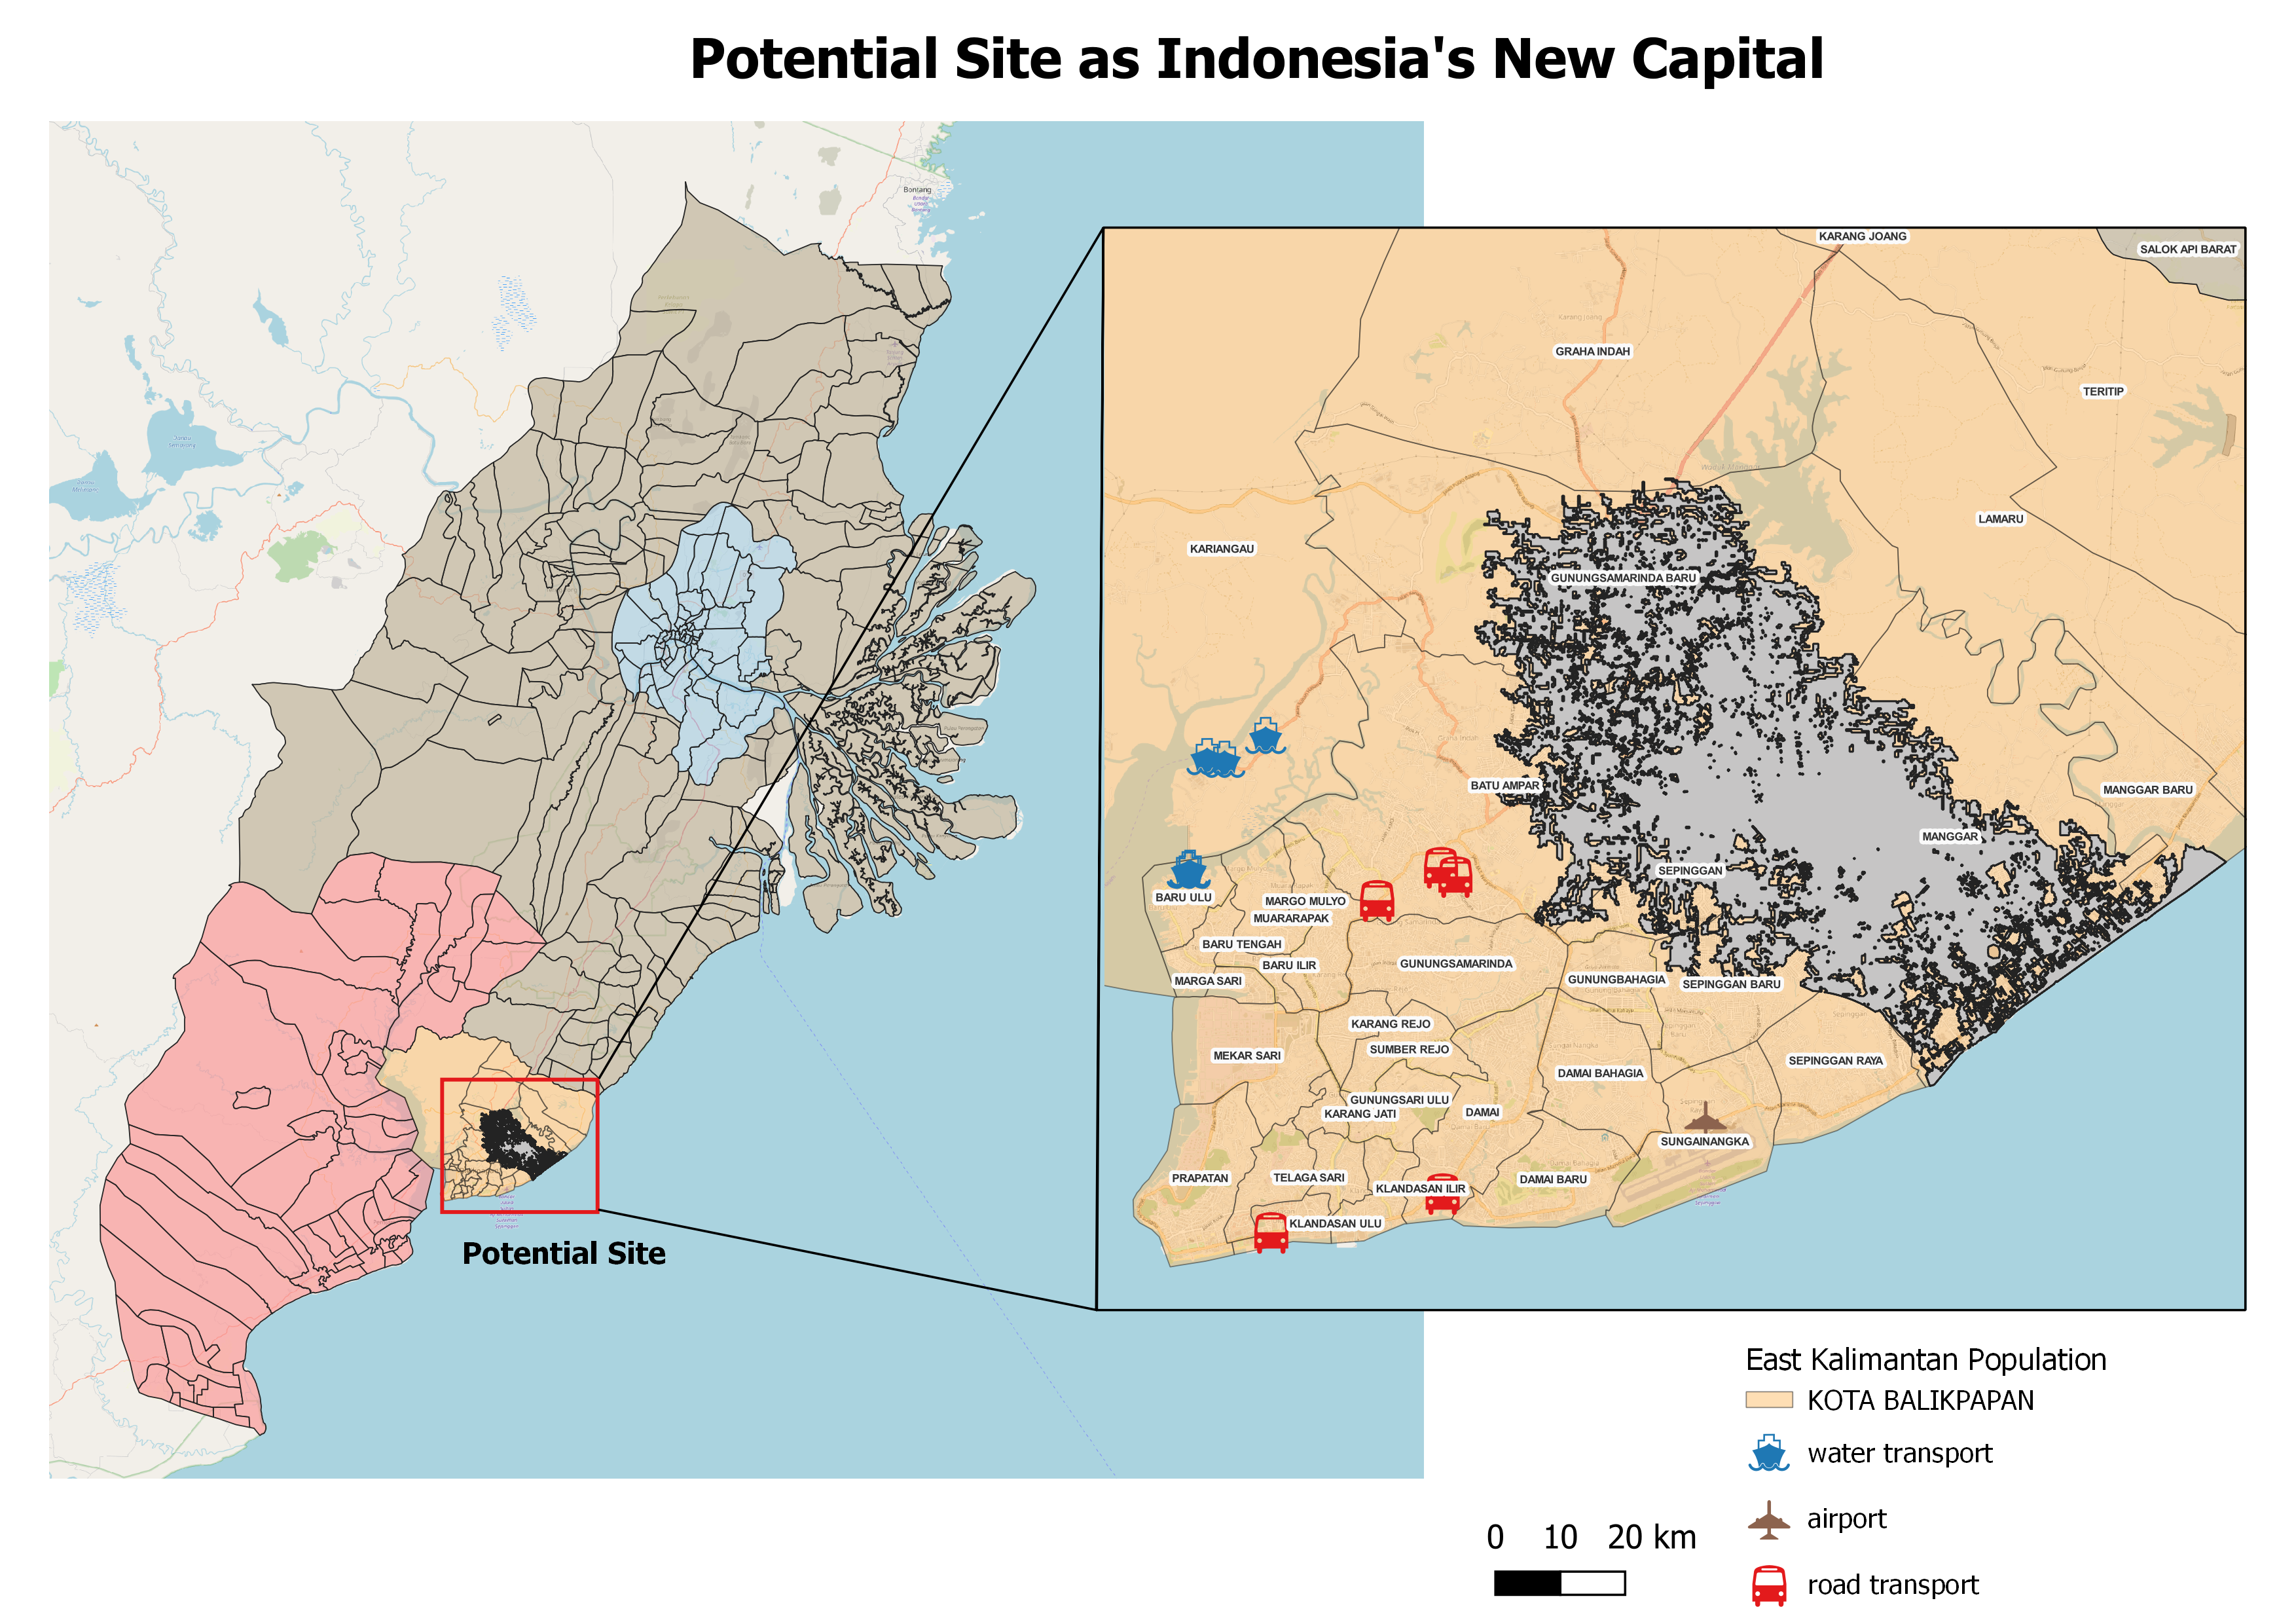 Potential Site as Indonesia's New Capital
Bontang
KARANG JOANG
SALOK API BARAT
Karang Joang
GRAHA INDAH
TERITIP
LAMARU
KARIANGAU
GUNUNGSAMARINDA BARU
Graha Indah
BATU AMPAR
MANGGAR BARU
MANGGAR
SEPINGGAN
BARU ULU
MARGO MULYO
MUARARAPAK
BARU TENGAH
BARU ILIR
GUNUNGSAMARINDA
MARGA SARI
GUNUNGBAHAGIA
SEPINGGAN BARU
KARANG REJO
SUMBER REJO
MEKAR SARI
DAMAI BAHAGIA
SEPINGGAN RAYA
GUNUNGSARI ULU
KARANG JATI
DAMAI
SUNGAINANGKA
PRAPATAN
TELAGA SARI
KLANDASAN ILIR
DAMAI BARU
KLANDASAN ULU
Potential Site
East Kalimantan Population
KOTA BALIKPAPAN
water transport
airport
road transport
0 10 20 km